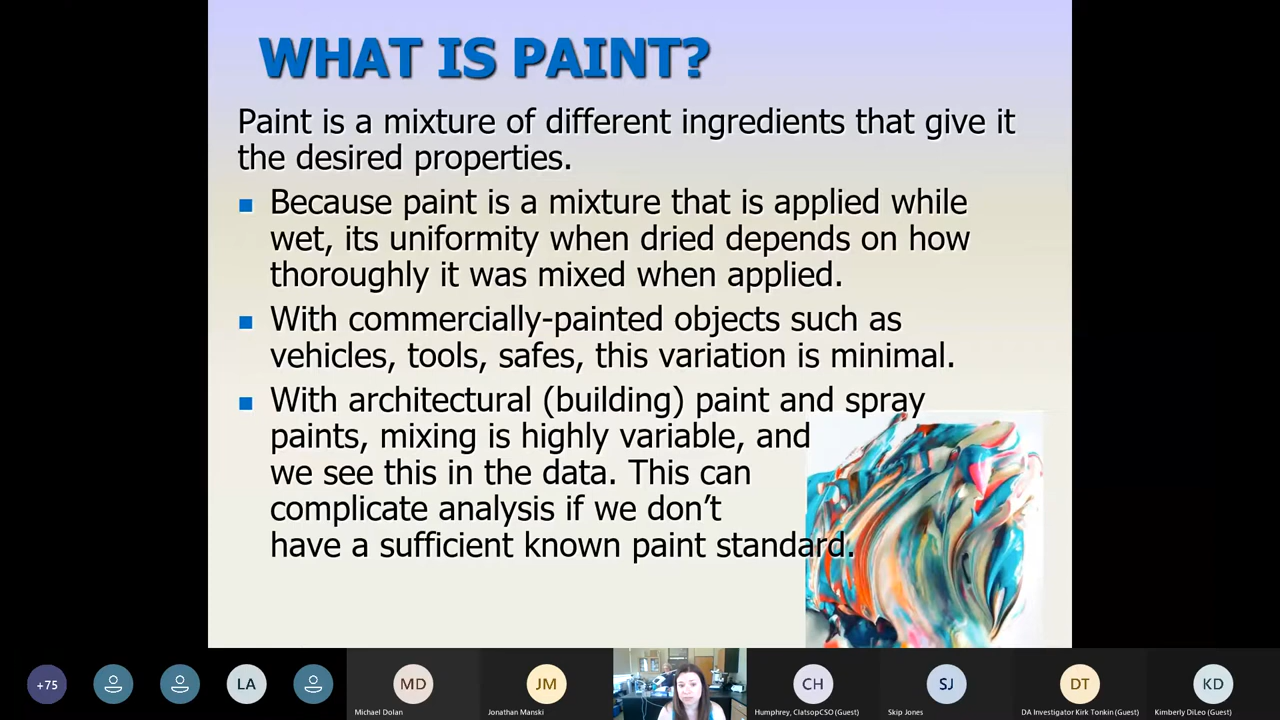 WHAT IS PAINT?
Paint is a mixture of different ingredients that give it
the desired properties.
Because paint is a mixture that is applied while
wet, its uniformity when dried depends on how
thoroughly it was mixed when applied.
With commercially-painted objects such as
vehicles, tools, safes, this variation is minimal.
With architectural (building) paint and spray
paints, mixing is highly variable, and
we see this in the data. This can
complicate analysis if we don’t
have a sufficient known paint standard.
+75
LA
MD
JM
CH
SJ
DT
KD
Michael Dolan
Jonathan Manski
Humphrey, ClatsopCSO (Guest)
Skip Jones
DA Investigator Kirk Tonkin (Guest)
Kimberly DiLeo (Guest)